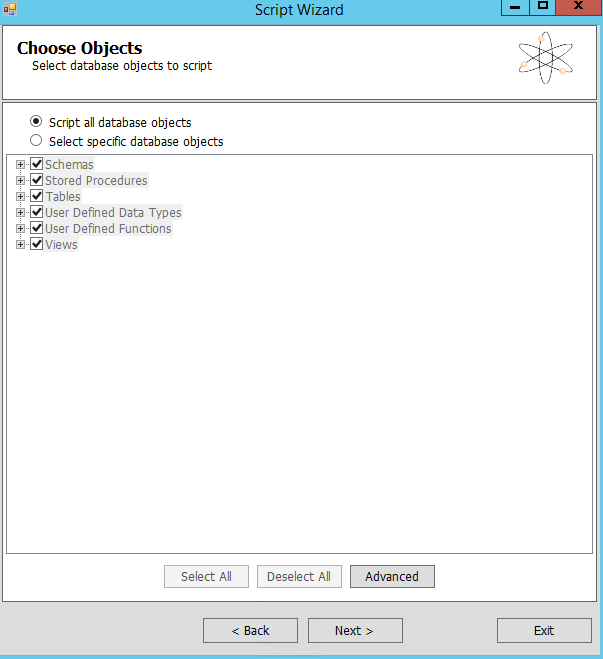 Script Wizard
Choose Objects
Select database objects to script
Script all database objects
Select specific database objects
Schemas
Stored Procedures
Tables
User Defined Data Types
User Defined Functions
Views
Select All Deselect All Advanced
< Back Next > Exit